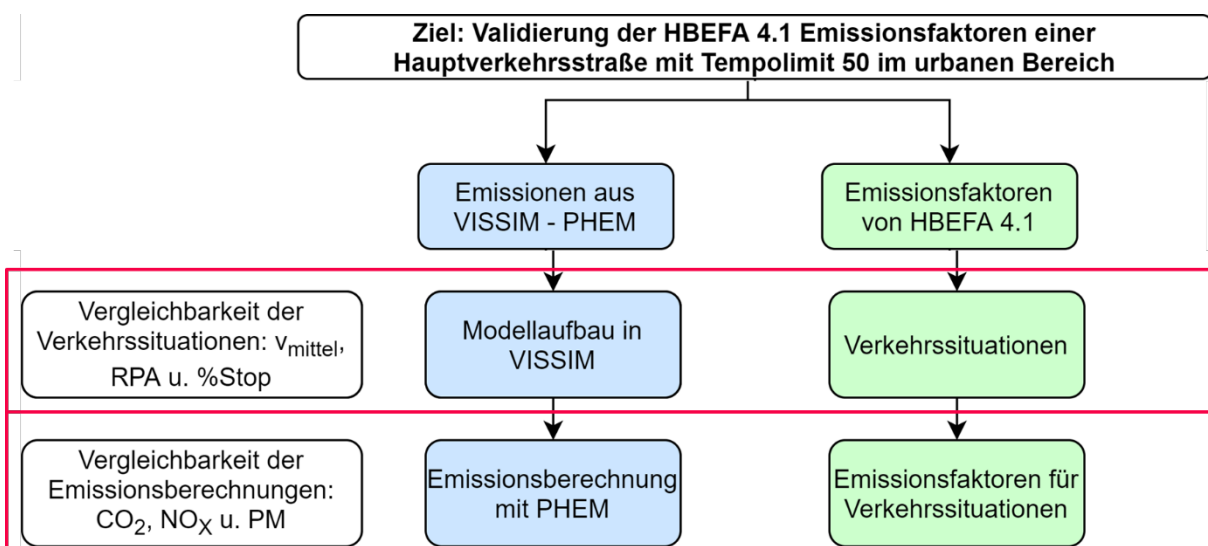 Ziel: Validierung der HBEFA 4.1 Emissionsfaktoren einer
Hauptverkehrsstraße mit Tempolimit 50 im urbanen Bereich
Emissionen aus
VISSIM - PHEM
Emissionsfaktoren
von HBEFA 4.1
Vergleichbarkeit der
Verkehrssituationen: vmittel,
RPA u. %Stop
Modellaufbau in
VISSIM
Verkehrssituationen
Vergleichbarkeit der
Emissionsberechnungen:
CO2, NOX u. PM
Emissionsberechnung
mit PHEM
Emissionsfaktoren für
Verkehrssituationen